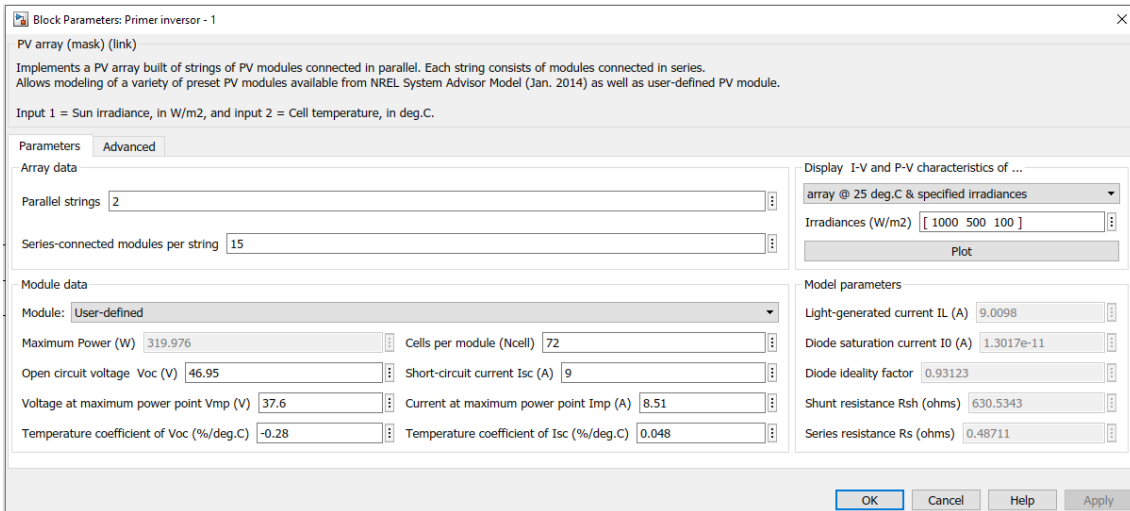 Block Parameters: Primer inversor - 1
PV array (mask) (link)
Implements a PV array built of strings of PV modules connected in parallel. Each string consists of modules connected in series.
Allows modeling of a variety of preset PV modules available from NREL System Advisor Model (Jan. 2014) as well as user-defined PV module.
Input 1 = Sun irradiance, in W/m2, and input 2 = Cell temperature, in deg.C.
Parameters Advanced
Array data
Parallel strings 2
Series-connected modules per string 15
Display I-V and P-V characteristics of ...
array @ 25 deg.C & specified irradiances
Irradiances (W/m2) [ 1000 500 100 ]
Plot
Module data
Module: User-defined
Maximum Power (W) 319.976 Cells per module (Ncell) 72
Open circuit voltage Voc (V) 46.95 Short-circuit current Isc (A) 9
Voltage at maximum power point Vmp (V) 37.6 Current at maximum power point Imp (A) 8.51
Temperature coefficient of Voc (%/deg.C) -0.28 Temperature coefficient of Isc (%/deg.C) 0.048
Model parameters
Light-generated current IL (A) 9.0098
Diode saturation current I0 (A) 1.3017e-11
Diode ideality factor 0.93123
Shunt resistance Rsh (ohms) 630.5343
Series resistance Rs (ohms) 0.48711
OK Cancel Help Apply